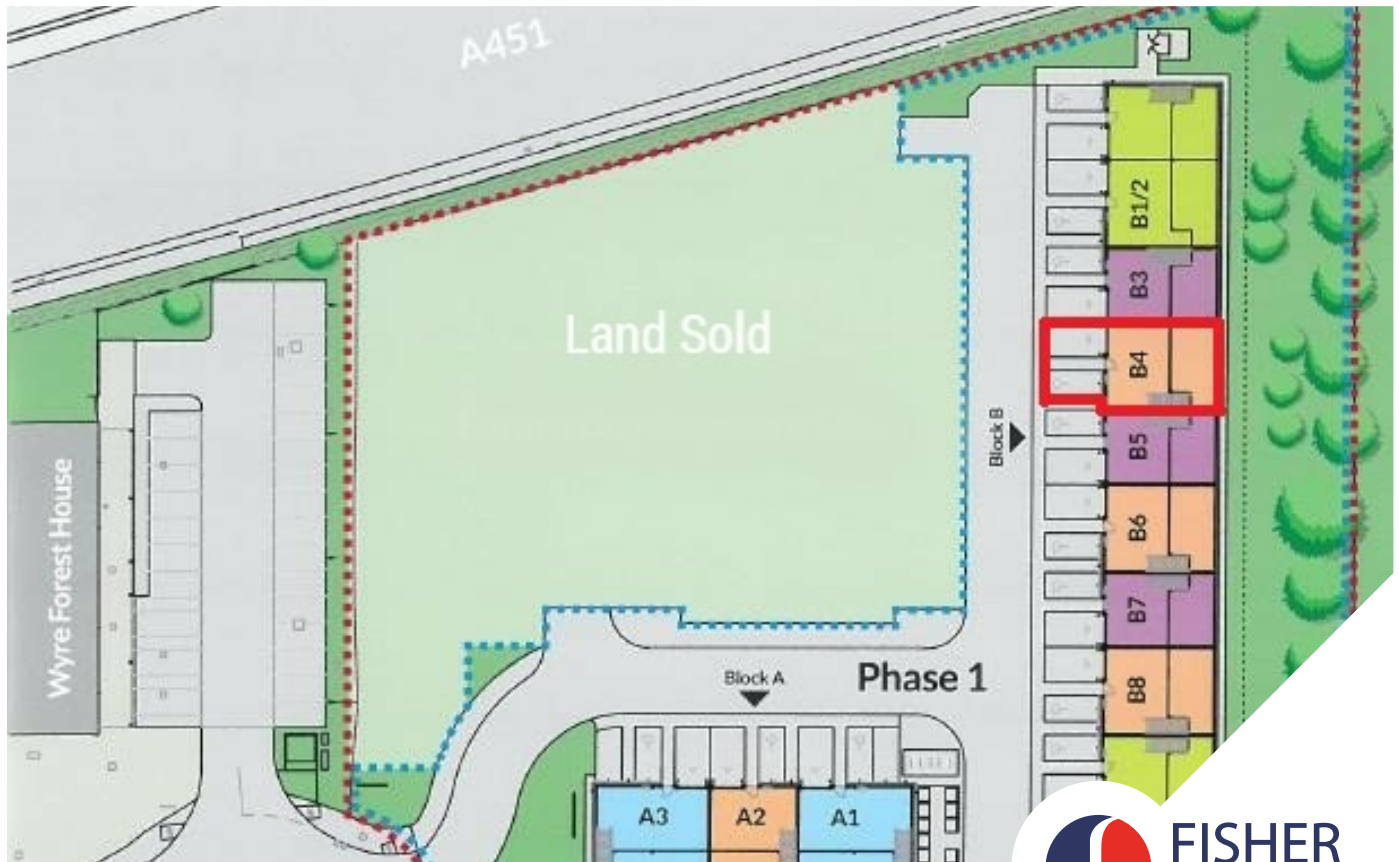 A451
Land Sold
Wyre Forest House
B1/2
B3
B4
B5
B6
B7
B8
Block B
Block A
Phase 1
A3
A2
A1
FISHER